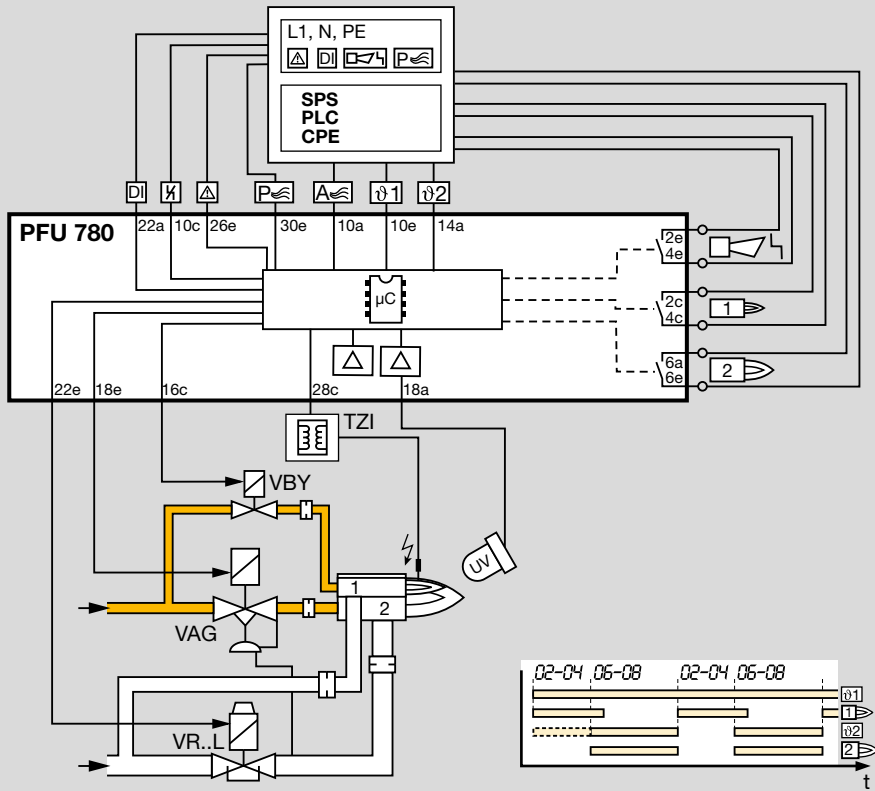 L1, N, PE
DI P
SPS
PLC
CPE
DI P A ϑ1 ϑ2
PFU 780
22a 10c 26e 30e 10a 10e 14a
2e
4e
µC
2c
4c
1
6a
6e
2
22e 18e 16c 28c 18a
TZI
VBY
UV
1
2
VAG
VR..L
02-04 06-08 02-04 06-08
ϑ1
1
ϑ2
2
t